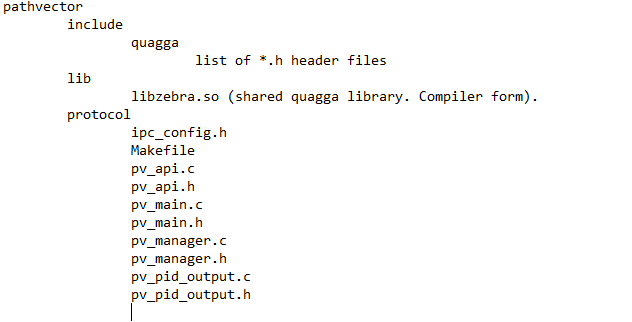 pathvector
include
quagga
list of *.h header files
lib
libzebra.so (shared quagga library. Compiler form).
protocol
ipc_config.h
Makefile
pv_api.c
pv_api.h
pv_main.c
pv_main.h
pv_manager.c
pv_manager.h
pv_pid_output.c
pv_pid_output.h